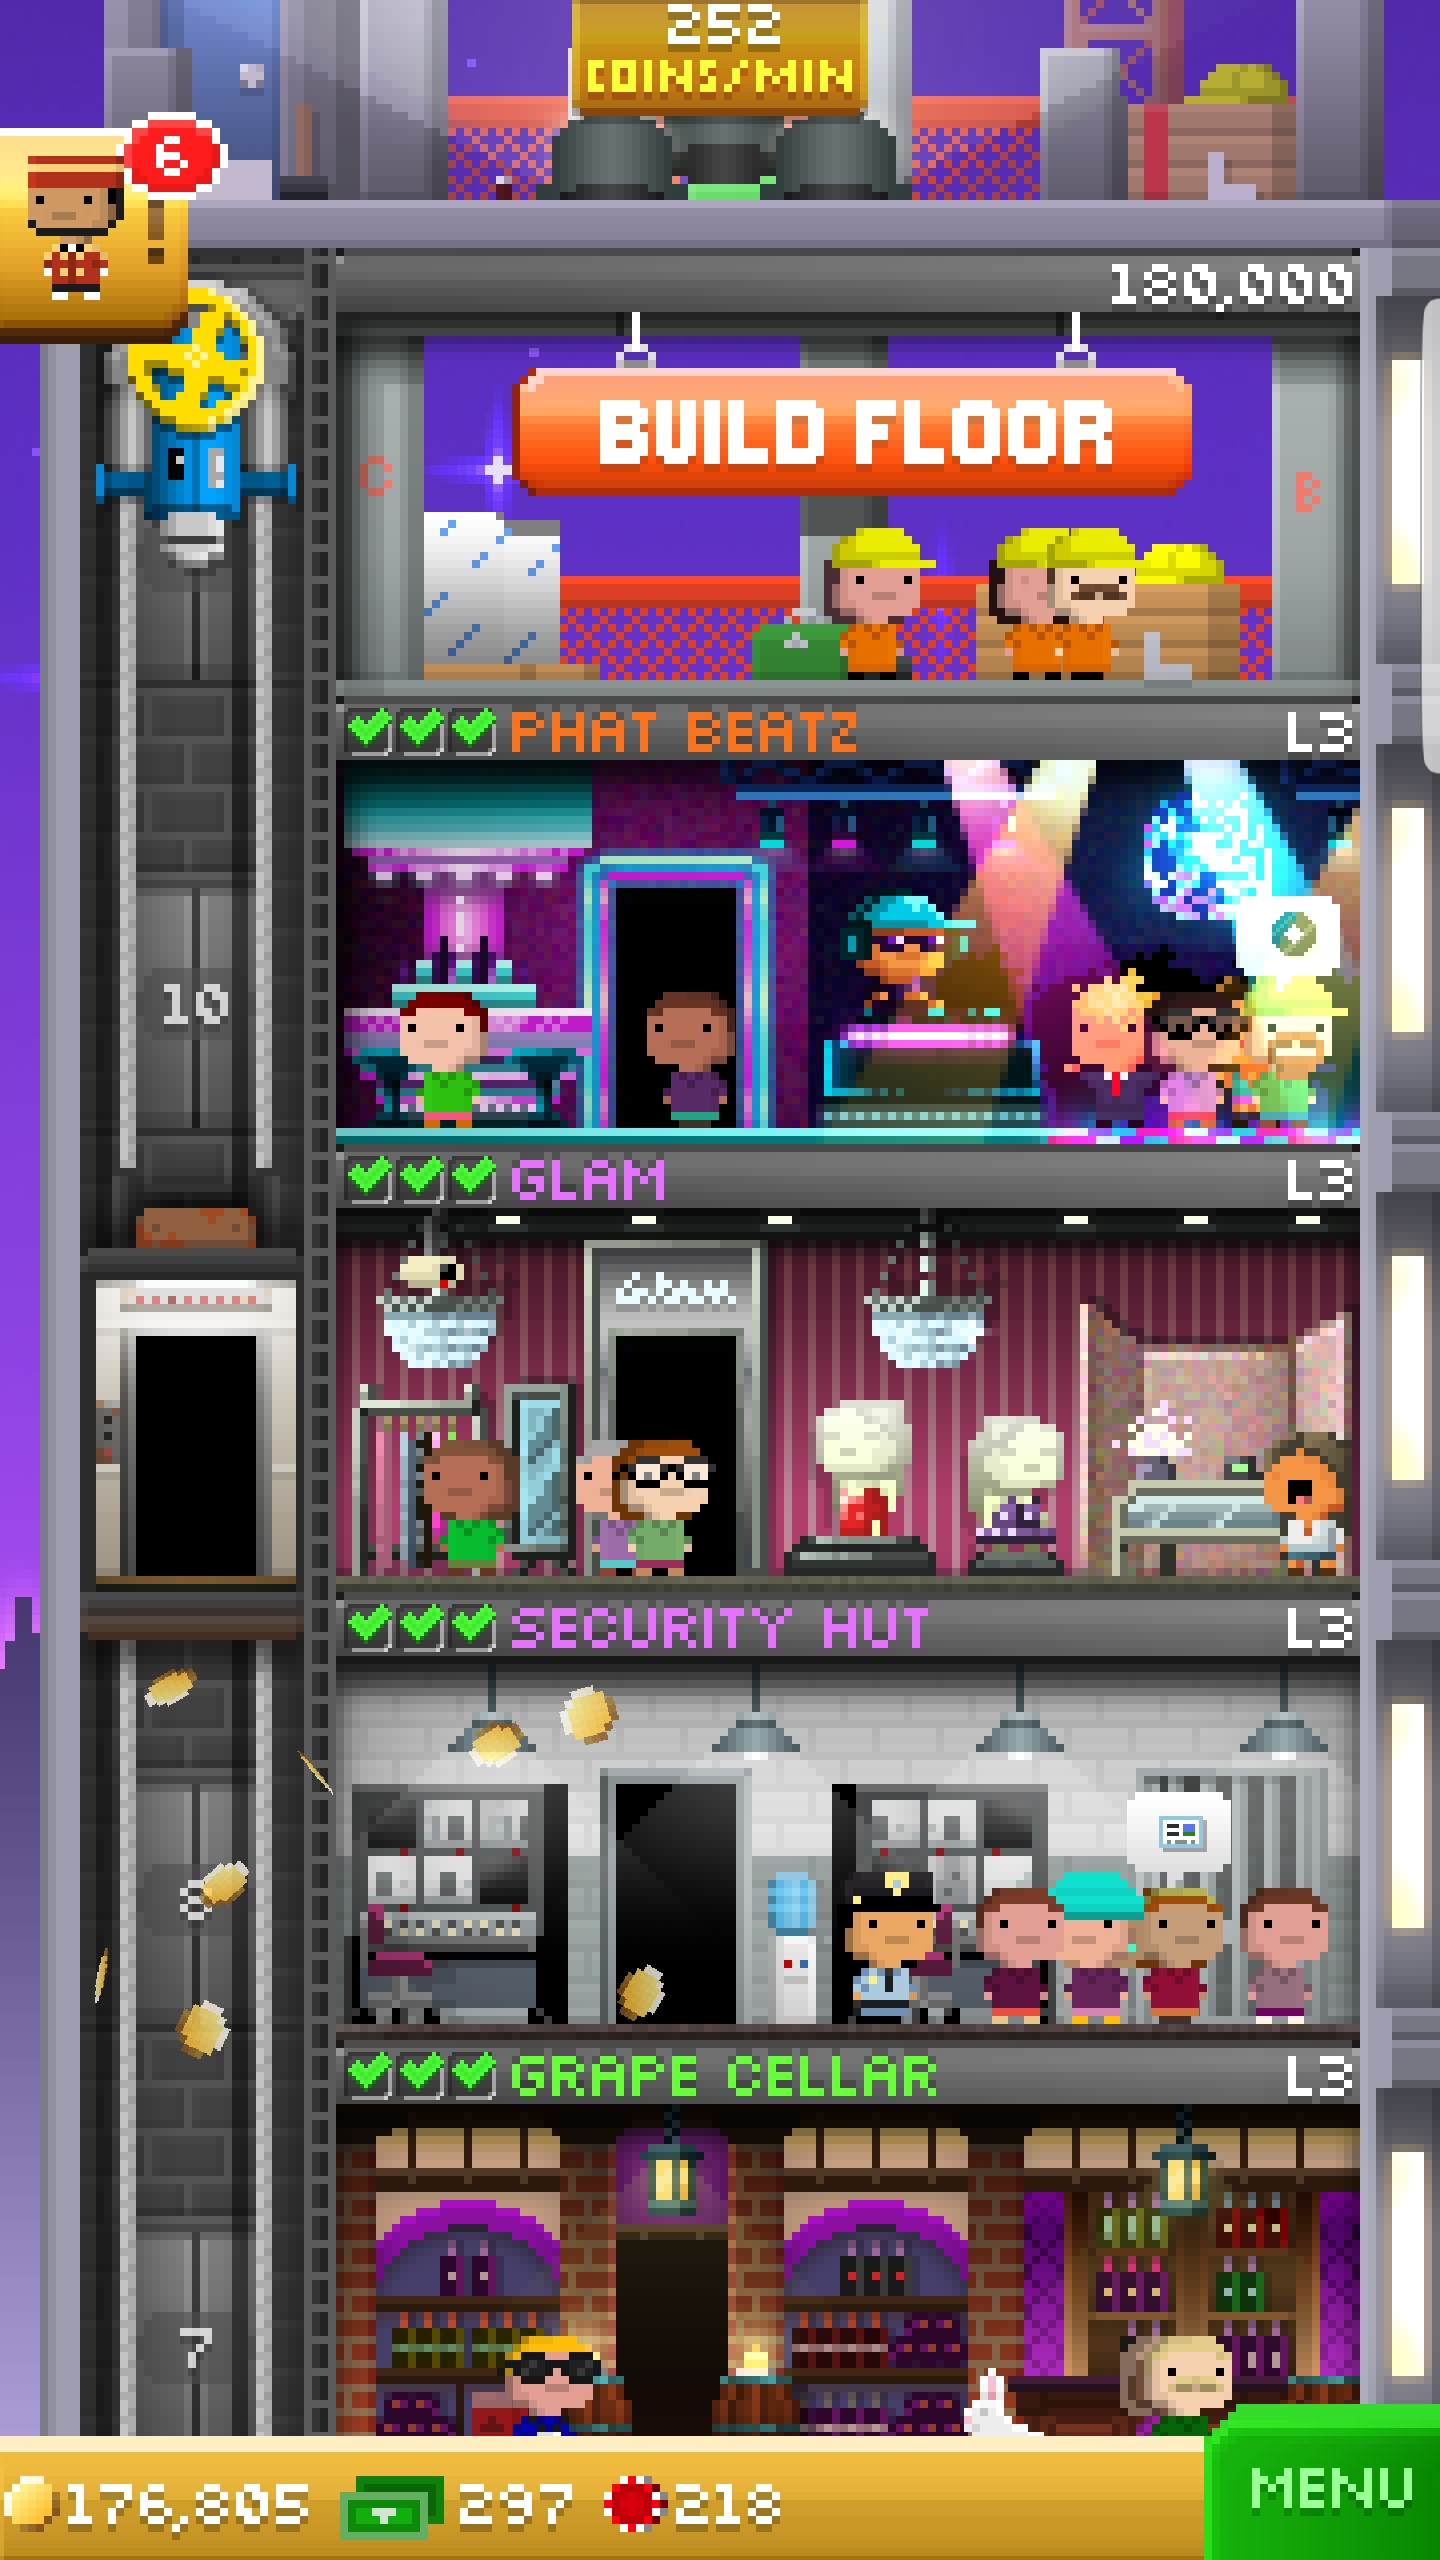 252
COINS/MIN
6
180,000
BUILD FLOOR
C
B
PHAT BEATZ L3
10
GLAM L3
Glam
SECURITY HUT L3
8
GRAPE CELLAR L3
7
176,805 297 218
MENU